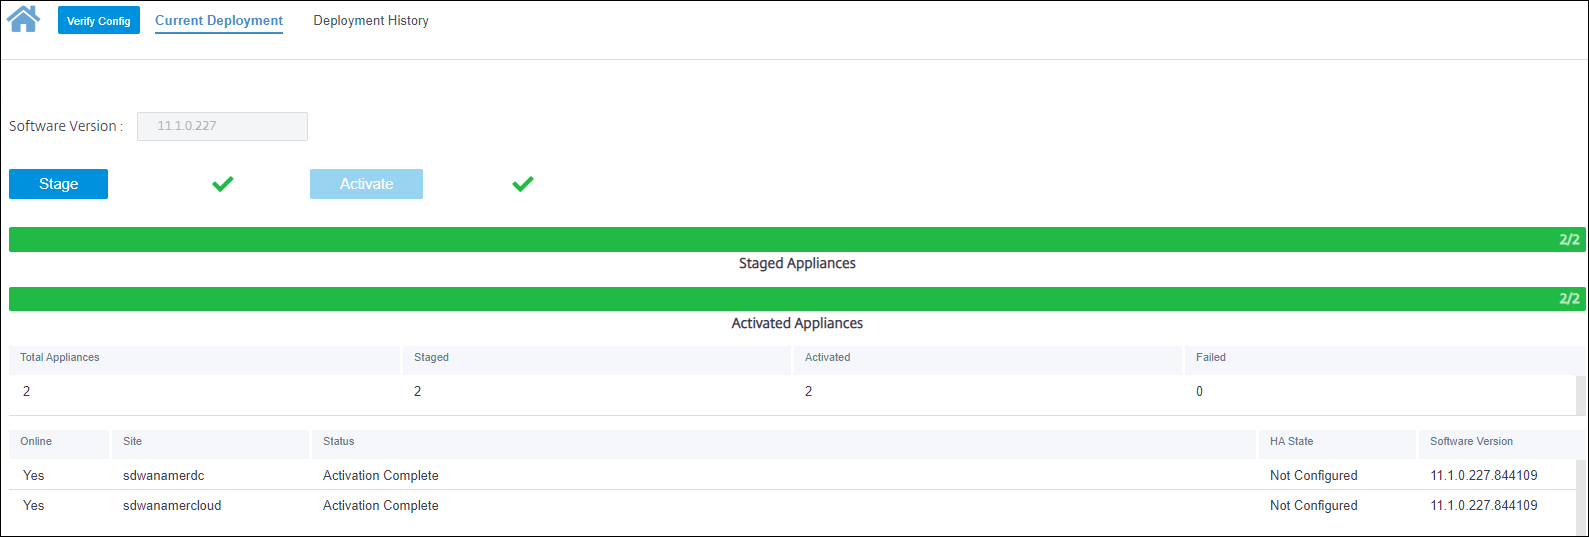 Verify Config Current Deployment Deployment History
Software Version : 11.1.0.227
Stage Activate
2/2
Staged Appliances
2/2
Activated Appliances
Total Appliances Staged Activated Failed
2 2 2 0
Online Site Status HA State Software Version
Yes sdwanamerdc Activation Complete Not Configured 11.1.0.227.844109
Yes sdwanamercloud Activation Complete Not Configured 11.1.0.227.844109